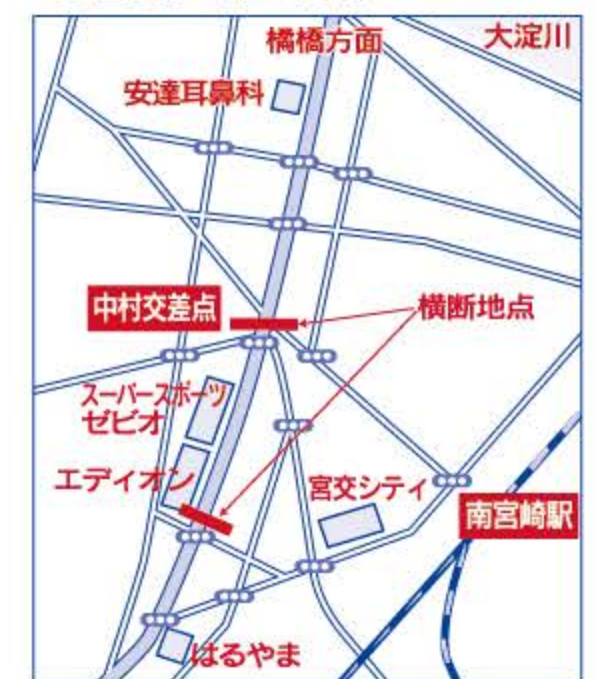 橘橋方面
大淀川
安達耳鼻科
中村交差点
横断地点
スーパースポーツ
ゼビオ
エディオン
宮交シティ
南宮崎駅
はるやま